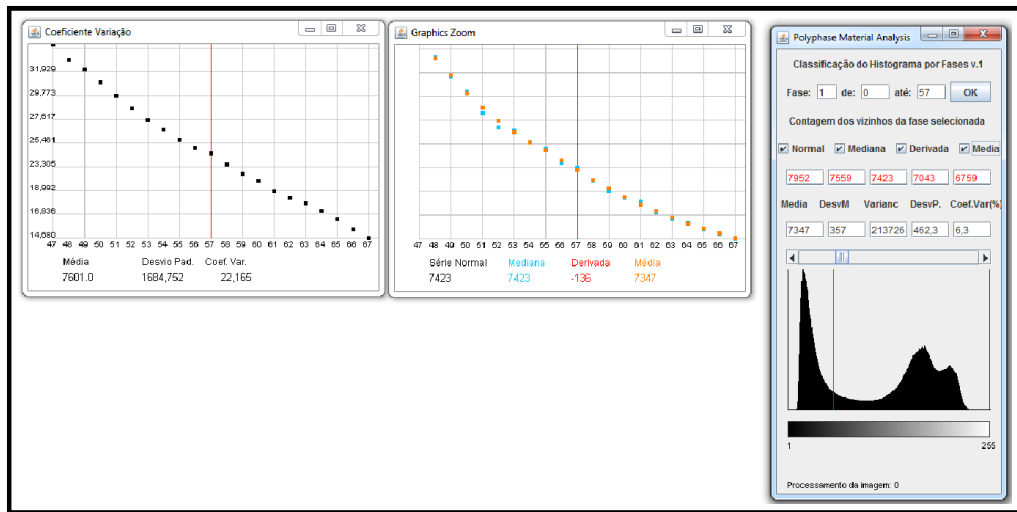 Coeficiente Variação
31,929
29,773
27,617
25,461
23,305
18,992
16,836
14,680
47 48 49 50 51 52 53 54 55 56 57 58 59 60 61 62 63 64 65 66 67
Média Desvio Pad. Coef. Var.
7601.0 1684,752 22,165
Graphics Zoom
47 48 49 50 51 52 53 54 55 56 57 58 59 60 61 62 63 64 65 66 67
Série Normal Mediana Derivada Média
7423 7423 -136 7347
Polyphase Material Analysis
Classificação do Histograma por Fases v.1
Fase: 1 de: 0 até: 57 OK
Contagem dos vizinhos da fase selecionada
Normal Mediana Derivada Media
7952 7559 7423 7043 6759
Media DesvM Varianc DesvP. Coef.Var(%)
7347 357 213726 462,3 6,3
1 255
Processamento da imagem: 0